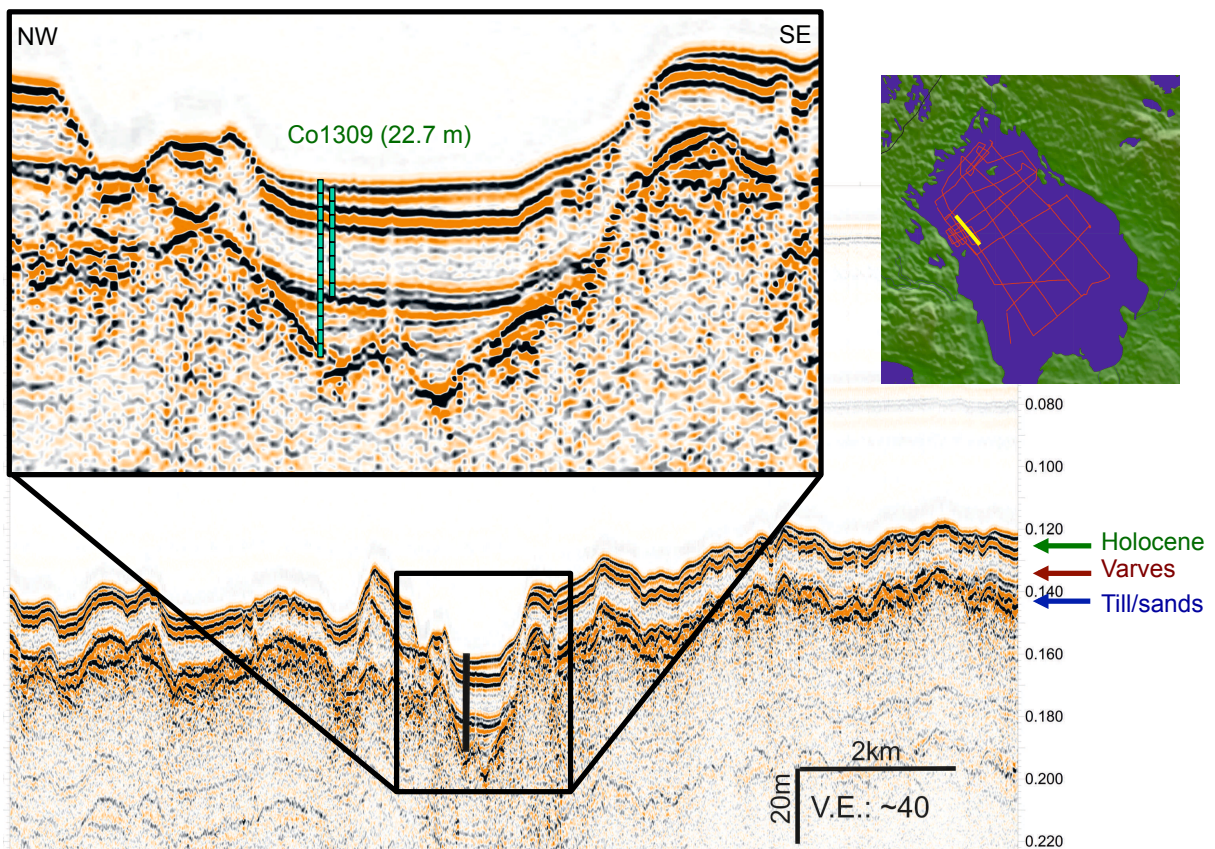 NW
SE
Co1309 (22.7 m)
0.080
0.100
0.120
0.140
0.160
0.180
0.200
0.220
Holocene
Varves
Till/sands
2km
20m
V.E.: ~40